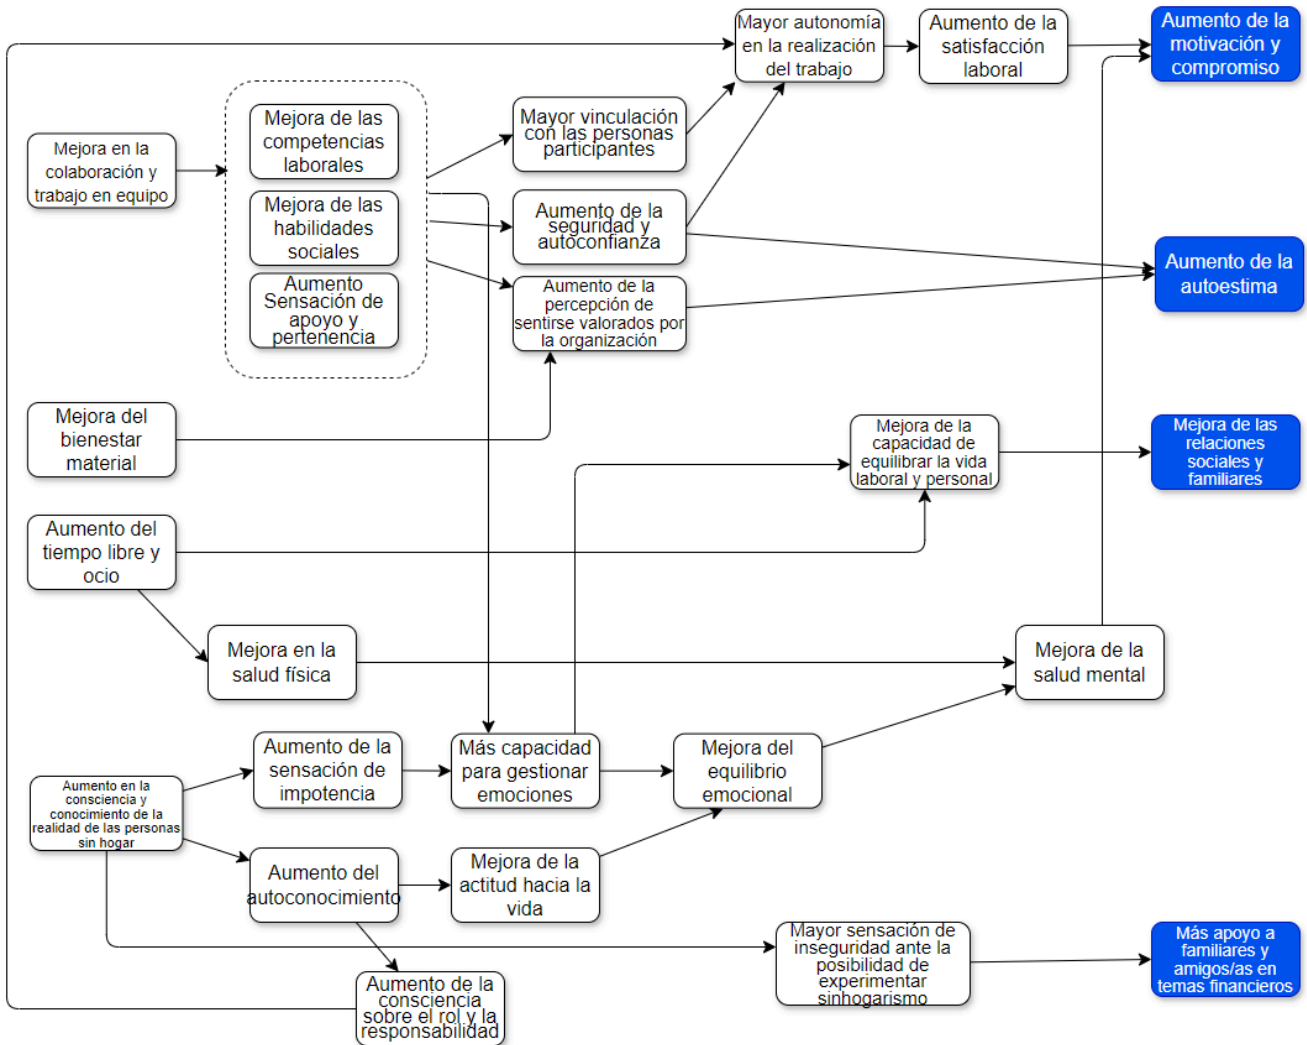 Mayor autonomía
en la realización
del trabajo
Aumento de la
satisfacción
laboral
Aumento de la
motivación y
compromiso
Mejora en la
colaboración y
trabajo en equipo
Mejora de las
competencias
laborales
Mejora de las
habilidades
sociales
Aumento
Sensación de
apoyo y
pertenencia
Mayor vinculación
con las personas
participantes
Aumento de la
seguridad y
autoconfianza
Aumento de la
percepción de
sentirse valorados por
la organización
Aumento de la
autoestima
Mejora del
bienestar
material
Mejora de la
capacidad de
equilibrar la vida
laboral y personal
Mejora de las
relaciones
sociales y
familiares
Aumento del
tiempo libre y
ocio
Mejora en la
salud física
Mejora de la
salud mental
Aumento en la
consciencia y
conocimiento de la
realidad de las personas
sin hogar
Aumento de la
sensación de
impotencia
Más capacidad
para gestionar
emociones
Mejora del
equilibrio
emocional
Aumento del
autoconocimiento
Mejora de la
actitud hacia la
vida
Aumento de la
consciencia
sobre el rol y la
responsabilidad
Mayor sensación de
inseguridad ante la
posibilidad de
experimentar
sinhogarismo
Más apoyo a
familiares y
amigos/as en
temas financieros